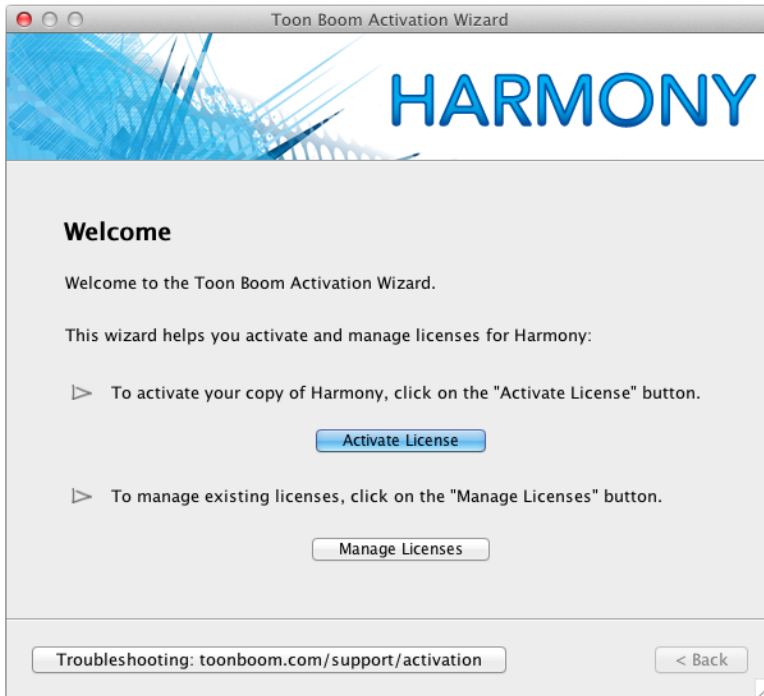 Toon Boom Activation Wizard
HARMONY
Welcome
Welcome to the Toon Boom Activation Wizard.
This wizard helps you activate and manage licenses for Harmony:
To activate your copy of Harmony, click on the "Activate License" button.
Activate License
To manage existing licenses, click on the "Manage Licenses" button.
Manage Licenses
Troubleshooting: toonboom.com/support/activation
< Back